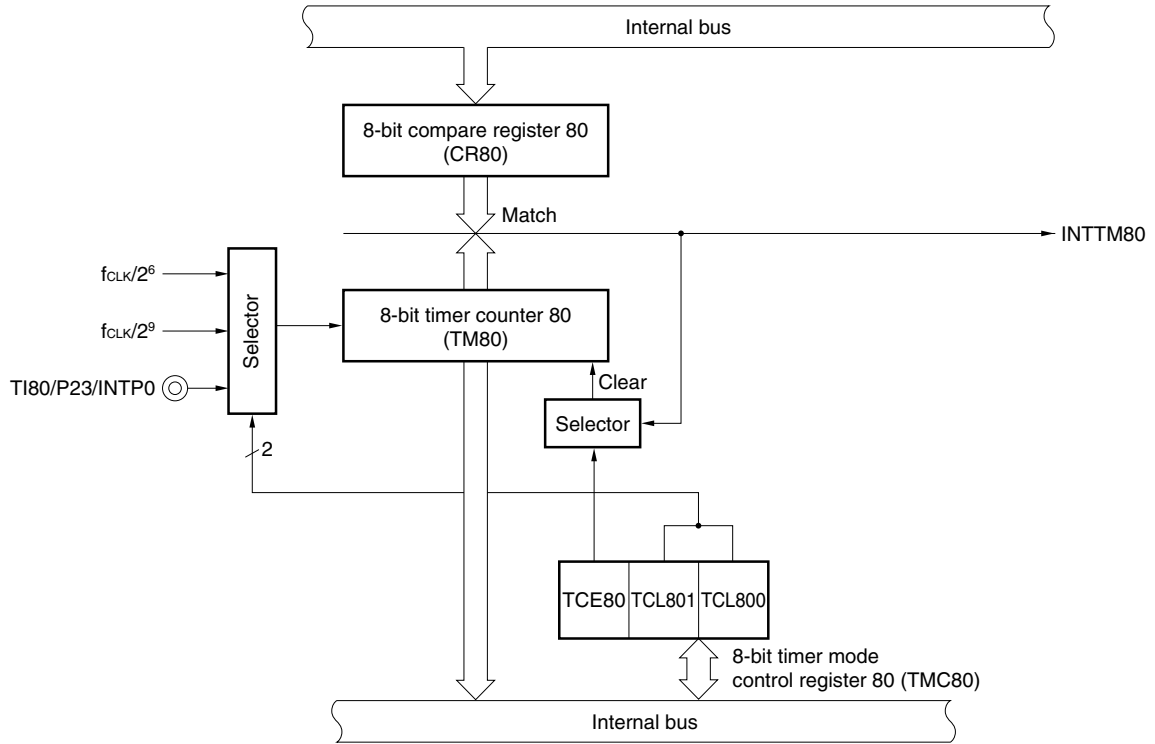 Internal bus
8-bit compare register 80
(CR80)
Match
INTTM80
fCLK/2⁶
fCLK/2⁹
TI80/P23/INTP0
Selector
8-bit timer counter 80
(TM80)
Clear
Selector
2
TCE80
TCL801
TCL800
8-bit timer mode
control register 80 (TMC80)
Internal bus